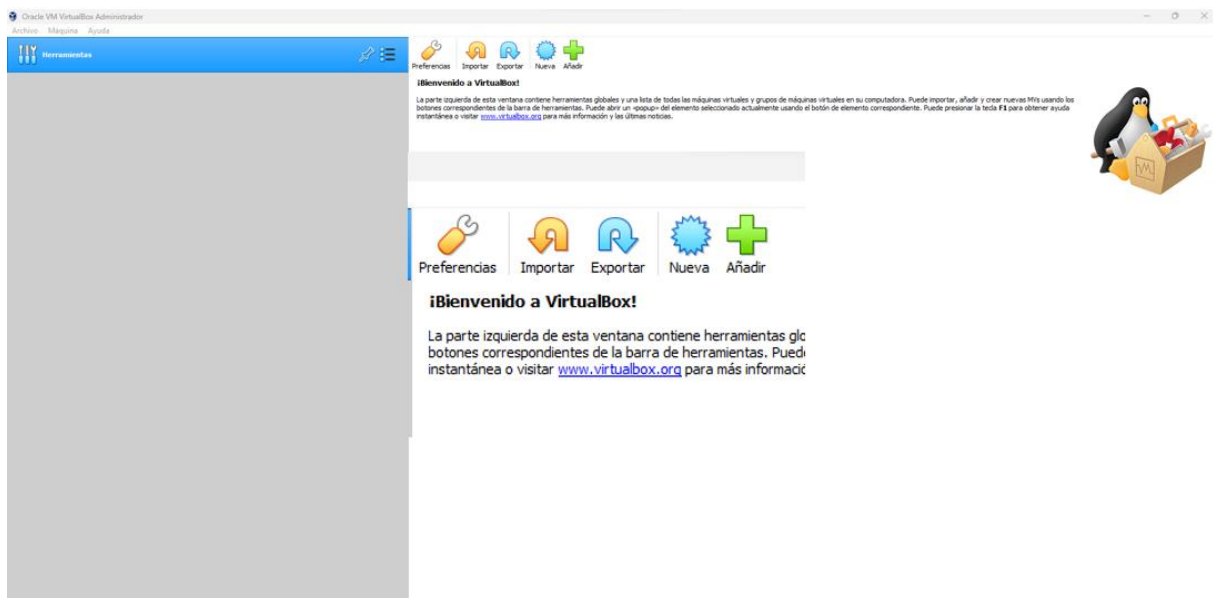 Oracle VM VirtualBox Administrador
Archivo Máquina Ayuda
Herramientas
Preferencias Importar Exportar Nueva Añadir
¡Bienvenido a VirtualBox!
La parte izquierda de esta ventana contiene herramientas globales y una lista de todas las máquinas virtuales y grupos de máquinas virtuales en su computadora. Puede importar, añadir y crear nuevas MVs usando los
botones correspondientes de la barra de herramientas. Puede abrir un «popup» del elemento seleccionado actualmente usando el botón de elemento correspondiente. Puede presionar la tecla F1 para obtener ayuda
instantánea o visitar www.virtualbox.org para más información y las últimas noticias.
Preferencias Importar Exportar Nueva Añadir
¡Bienvenido a VirtualBox!
La parte izquierda de esta ventana contiene herramientas glo
botones correspondientes de la barra de herramientas. Puede
instantánea o visitar www.virtualbox.org para más informació